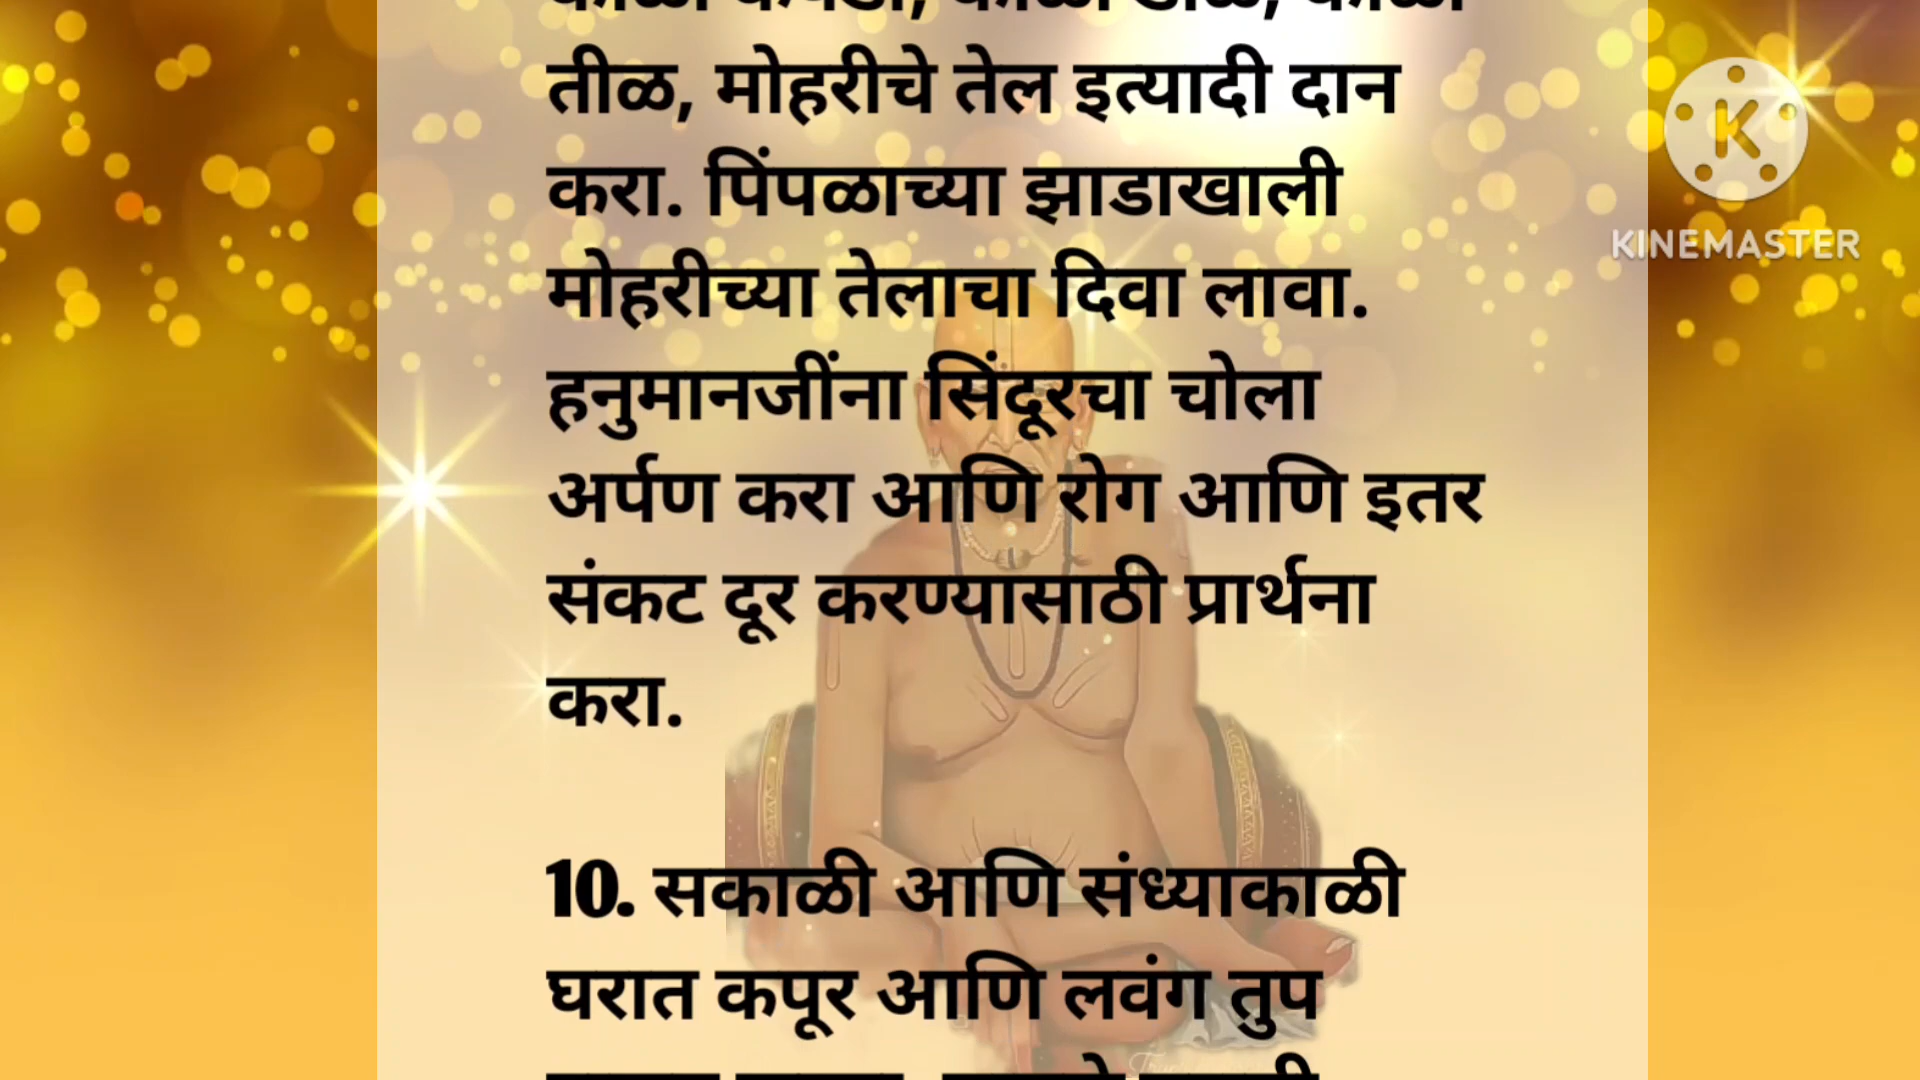 तीळ, मोहरीचे तेल इत्यादी दान
करा. पिंपळाच्या झाडाखाली
मोहरीच्या तेलाचा दिवा लावा.
हनुमानजींना सिंदूरचा चोला
अर्पण करा आणि रोग आणि इतर
संकट दूर करण्यासाठी प्रार्थना
करा.
10. सकाळी आणि संध्याकाळी
घरात कपूर आणि लवंग तुप
K
KINEMASTER